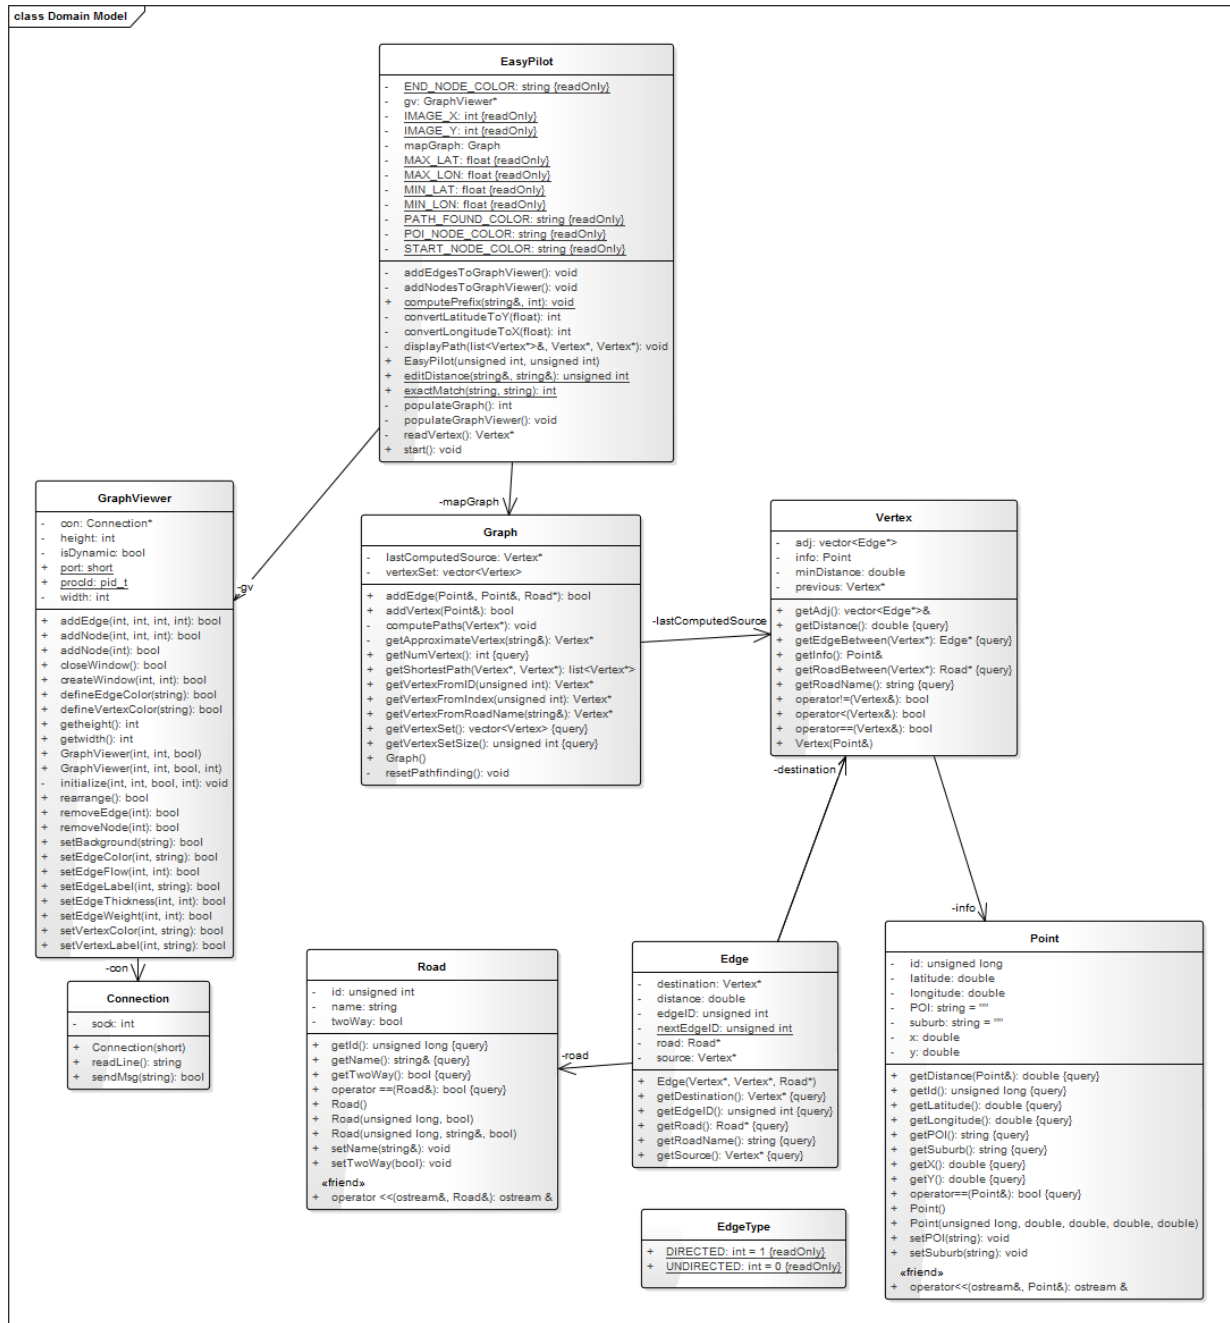 class Domain Model
EasyPilot
- END_NODE_COLOR: string {readOnly}
- gv: GraphViewer*
- IMAGE_X: int {readOnly}
- IMAGE_Y: int {readOnly}
- mapGraph: Graph
- MAX_LAT: float {readOnly}
- MAX_LON: float {readOnly}
- MIN_LAT: float {readOnly}
- MIN_LON: float {readOnly}
- PATH_FOUND_COLOR: string {readOnly}
- POI_NODE_COLOR: string {readOnly}
- START_NODE_COLOR: string {readOnly}
- addEdgesToGraphViewer(): void
- addNodesToGraphViewer(): void
+ computePrefix(string&, int): void
- convertLatitudeToY(float): int
- convertLongitudeToX(float): int
- displayPath(list<Vertex*>&, Vertex*, Vertex*): void
+ EasyPilot(unsigned int, unsigned int)
+ editDistance(string&, string&): unsigned int
+ exactMatch(string, string): int
- populateGraph(): int
- populateGraphViewer(): void
- readVertex(): Vertex*
+ start(): void
-gv
-mapGraph
GraphViewer
- con: Connection*
- height: int
- isDynamic: bool
+ port: short
+ procId: pid_t
- width: int
+ addEdge(int, int, int, int): bool
+ addNode(int, int, int): bool
+ addNode(int): bool
+ closeWindow(): bool
+ createWindow(int, int): bool
+ defineEdgeColor(string): bool
+ defineVertexColor(string): bool
+ getheight(): int
+ getwidth(): int
+ GraphViewer(int, int, bool)
+ GraphViewer(int, int, bool, int)
- initialize(int, int, bool, int): void
+ rearrange(): bool
+ removeEdge(int): bool
+ removeNode(int): bool
+ setBackground(string): bool
+ setEdgeColor(int, string): bool
+ setEdgeFlow(int, int): bool
+ setEdgeLabel(int, string): bool
+ setEdgeThickness(int, int): bool
+ setEdgeWeight(int, int): bool
+ setVertexColor(int, string): bool
+ setVertexLabel(int, string): bool
-con
Connection
- sock: int
+ Connection(short)
+ readLine(): string
+ sendMsg(string): bool
Graph
- lastComputedSource: Vertex*
- vertexSet: vector<Vertex>
+ addEdge(Point&, Point&, Road*): bool
+ addVertex(Point&): bool
- computePaths(Vertex*): void
- getApproximateVertex(string&): Vertex*
+ getNumVertex(): int {query}
+ getShortestPath(Vertex*, Vertex*): list<Vertex*>
+ getVertexFromID(unsigned int): Vertex*
+ getVertexFromIndex(unsigned int): Vertex*
+ getVertexFromRoadName(string&): Vertex*
+ getVertexSet(): vector<Vertex> {query}
+ getVertexSetSize(): unsigned int {query}
+ Graph()
- resetPathfinding(): void
-lastComputedSource
Vertex
- adj: vector<Edge*>
- info: Point
- minDistance: double
- previous: Vertex*
+ getAdj(): vector<Edge*>&
+ getDistance(): double {query}
+ getEdgeBetween(Vertex*): Edge* {query}
+ getInfo(): Point&
+ getRoadBetween(Vertex*): Road* {query}
+ getRoadName(): string {query}
+ operator!=(Vertex&): bool
+ operator<(Vertex&): bool
+ operator==(Vertex&): bool
+ Vertex(Point&)
-destination
-info
Road
- id: unsigned int
- name: string
- twoWay: bool
+ getId(): unsigned long {query}
+ getName(): string& {query}
+ getTwoWay(): bool {query}
+ operator ==(Road&): bool {query}
+ Road()
+ Road(unsigned long, bool)
+ Road(unsigned long, string&, bool)
+ setName(string&): void
+ setTwoWay(bool): void
«friend»
+ operator <<(ostream&, Road&): ostream &
-road
Edge
- destination: Vertex*
- distance: double
- edgeID: unsigned int
- nextEdgeID: unsigned int
- road: Road*
- source: Vertex*
+ Edge(Vertex*, Vertex*, Road*)
+ getDestination(): Vertex* {query}
+ getEdgeID(): unsigned int {query}
+ getRoad(): Road* {query}
+ getRoadName(): string {query}
+ getSource(): Vertex* {query}
EdgeType
+ DIRECTED: int = 1 {readOnly}
+ UNDIRECTED: int = 0 {readOnly}
Point
- id: unsigned long
- latitude: double
- longitude: double
- POI: string = ""
- suburb: string = ""
- x: double
- y: double
+ getDistance(Point&): double {query}
+ getId(): unsigned long {query}
+ getLatitude(): double {query}
+ getLongitude(): double {query}
+ getPOI(): string {query}
+ getSuburb(): string {query}
+ getX(): double {query}
+ getY(): double {query}
+ operator==(Point&): bool {query}
+ Point()
+ Point(unsigned long, double, double, double, double)
+ setPOI(string): void
+ setSuburb(string): void
«friend»
+ operator<<(ostream&, Point&): ostream &